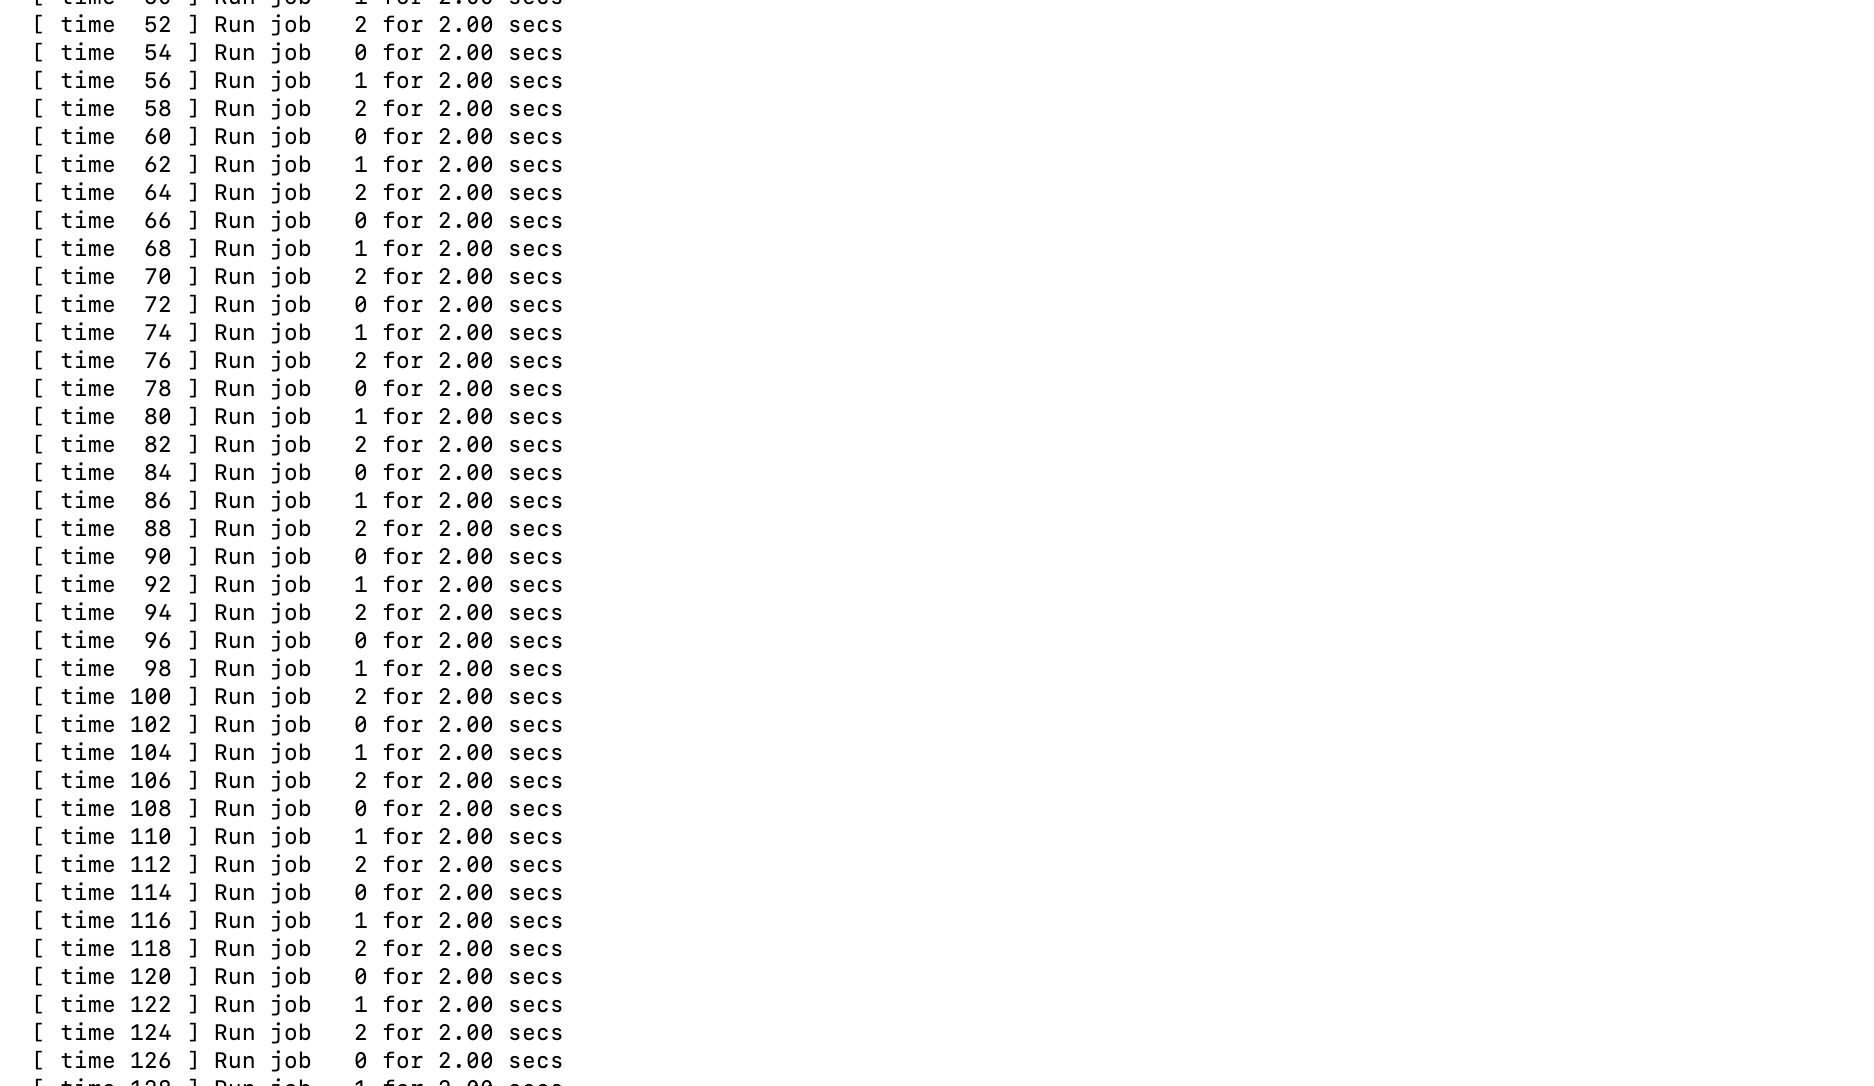 [ time  50 ] Run job   1 for 2.00 secs
[ time  52 ] Run job   2 for 2.00 secs
[ time  54 ] Run job   0 for 2.00 secs
[ time  56 ] Run job   1 for 2.00 secs
[ time  58 ] Run job   2 for 2.00 secs
[ time  60 ] Run job   0 for 2.00 secs
[ time  62 ] Run job   1 for 2.00 secs
[ time  64 ] Run job   2 for 2.00 secs
[ time  66 ] Run job   0 for 2.00 secs
[ time  68 ] Run job   1 for 2.00 secs
[ time  70 ] Run job   2 for 2.00 secs
[ time  72 ] Run job   0 for 2.00 secs
[ time  74 ] Run job   1 for 2.00 secs
[ time  76 ] Run job   2 for 2.00 secs
[ time  78 ] Run job   0 for 2.00 secs
[ time  80 ] Run job   1 for 2.00 secs
[ time  82 ] Run job   2 for 2.00 secs
[ time  84 ] Run job   0 for 2.00 secs
[ time  86 ] Run job   1 for 2.00 secs
[ time  88 ] Run job   2 for 2.00 secs
[ time  90 ] Run job   0 for 2.00 secs
[ time  92 ] Run job   1 for 2.00 secs
[ time  94 ] Run job   2 for 2.00 secs
[ time  96 ] Run job   0 for 2.00 secs
[ time  98 ] Run job   1 for 2.00 secs
[ time 100 ] Run job   2 for 2.00 secs
[ time 102 ] Run job   0 for 2.00 secs
[ time 104 ] Run job   1 for 2.00 secs
[ time 106 ] Run job   2 for 2.00 secs
[ time 108 ] Run job   0 for 2.00 secs
[ time 110 ] Run job   1 for 2.00 secs
[ time 112 ] Run job   2 for 2.00 secs
[ time 114 ] Run job   0 for 2.00 secs
[ time 116 ] Run job   1 for 2.00 secs
[ time 118 ] Run job   2 for 2.00 secs
[ time 120 ] Run job   0 for 2.00 secs
[ time 122 ] Run job   1 for 2.00 secs
[ time 124 ] Run job   2 for 2.00 secs
[ time 126 ] Run job   0 for 2.00 secs
[ time 128 ] Run job   1 for 2.00 secs